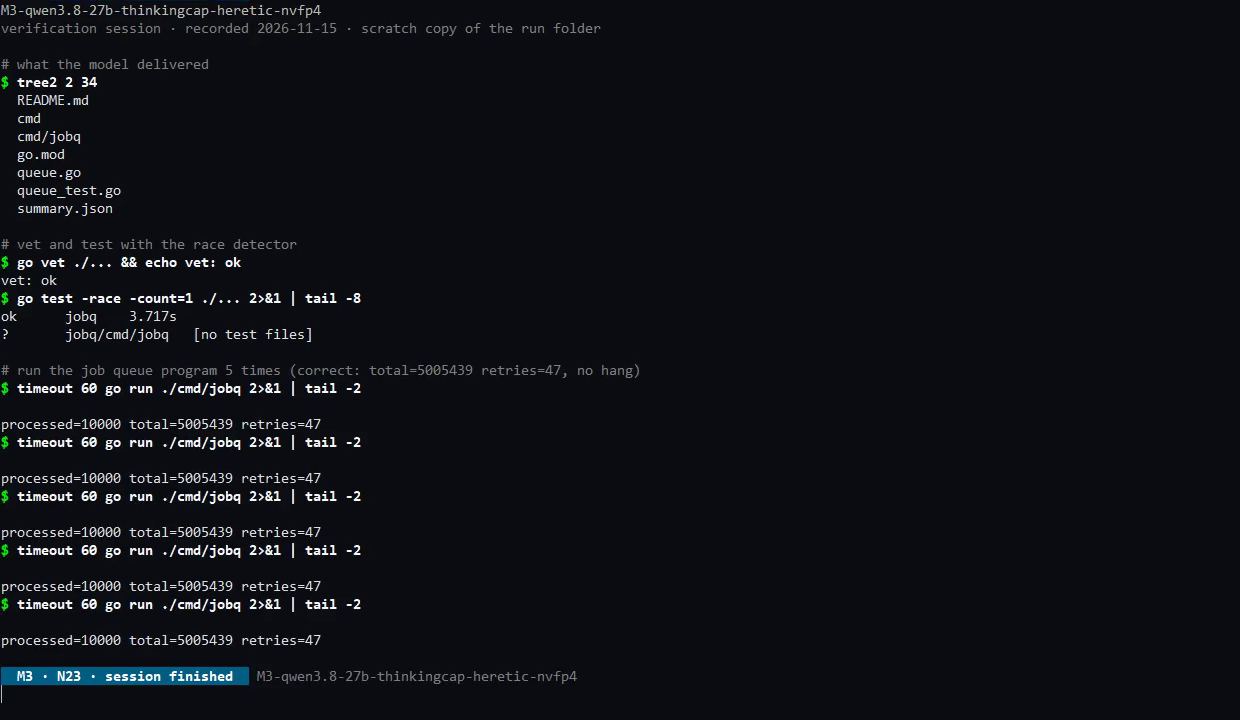 M3-qwen3.8-27b-thinkingcap-heretic-nvfp4
verification session · recorded 2026-11-15 · scratch copy of the run folder
# what the model delivered
$ tree2 2 34
README.md
cmd
cmd/jobq
go.mod
queue.go
queue_test.go
summary.json
# vet and test with the race detector
$ go vet ./... && echo vet: ok
vet: ok
$ go test -race -count=1 ./... 2>&1 | tail -8
ok      jobq    3.717s
?       jobq/cmd/jobq   [no test files]
# run the job queue program 5 times (correct: total=5005439 retries=47, no hang)
$ timeout 60 go run ./cmd/jobq 2>&1 | tail -2
processed=10000 total=5005439 retries=47
$ timeout 60 go run ./cmd/jobq 2>&1 | tail -2
processed=10000 total=5005439 retries=47
$ timeout 60 go run ./cmd/jobq 2>&1 | tail -2
processed=10000 total=5005439 retries=47
$ timeout 60 go run ./cmd/jobq 2>&1 | tail -2
processed=10000 total=5005439 retries=47
$ timeout 60 go run ./cmd/jobq 2>&1 | tail -2
processed=10000 total=5005439 retries=47
M3 · N23 · session finished M3-qwen3.8-27b-thinkingcap-heretic-nvfp4